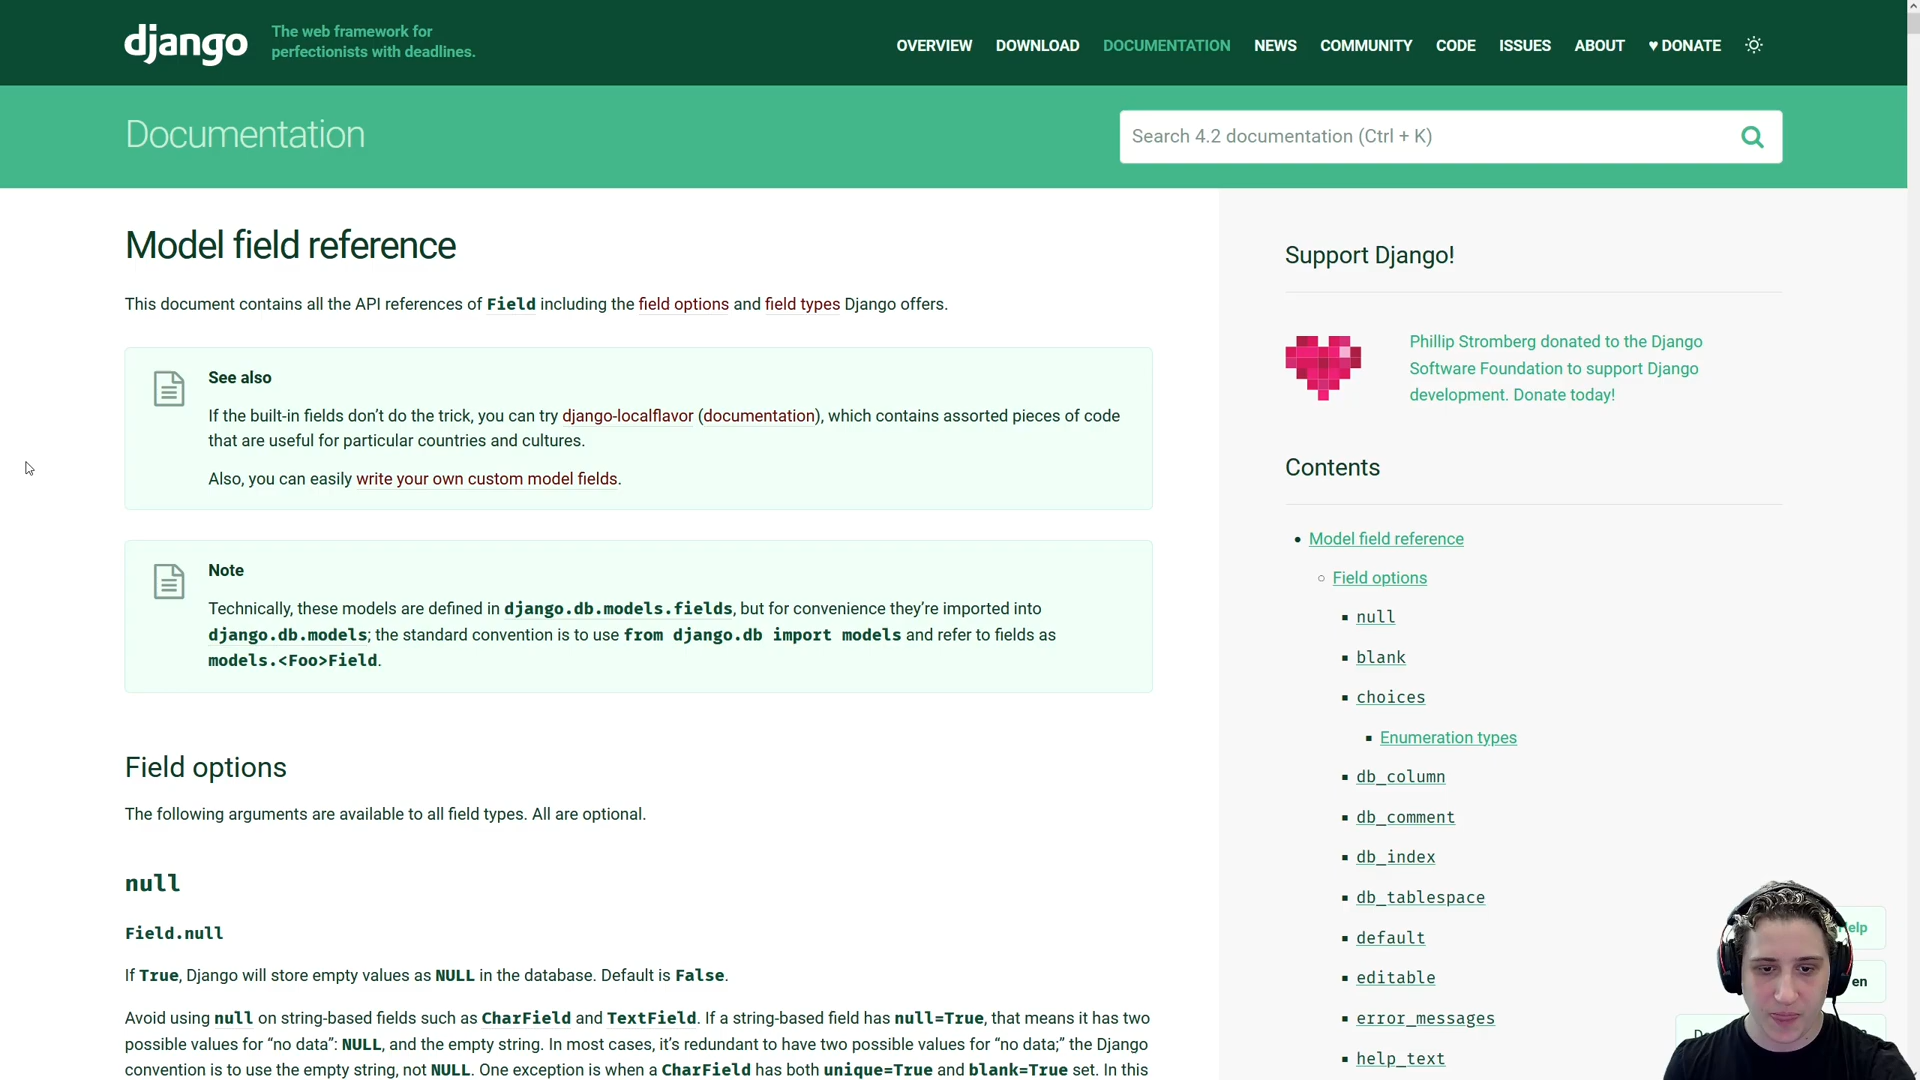 django
The web framework for
perfectionists with deadlines.
OVERVIEW DOWNLOAD DOCUMENTATION NEWS COMMUNITY CODE ISSUES ABOUT ♥ DONATE
Documentation
Search 4.2 documentation (Ctrl + K)
Model field reference
This document contains all the API references of Field including the field options and field types Django offers.
See also
If the built-in fields don’t do the trick, you can try django-localflavor (documentation), which contains assorted pieces of code
that are useful for particular countries and cultures.
Also, you can easily write your own custom model fields.
Note
Technically, these models are defined in django.db.models.fields, but for convenience they’re imported into
django.db.models; the standard convention is to use from django.db import models and refer to fields as
models.<Foo>Field.
Field options
The following arguments are available to all field types. All are optional.
null
Field.null
If True, Django will store empty values as NULL in the database. Default is False.
Avoid using null on string-based fields such as CharField and TextField. If a string-based field has null=True, that means it has two
possible values for “no data”: NULL, and the empty string. In most cases, it’s redundant to have two possible values for “no data;” the Django
convention is to use the empty string, not NULL. One exception is when a CharField has both unique=True and blank=True set. In this
Support Django!
Phillip Stromberg donated to the Django
Software Foundation to support Django
development. Donate today!
Contents
Model field reference
Field options
null
blank
choices
Enumeration types
db_column
db_comment
db_index
db_tablespace
default
editable
error_messages
help_text
elp
en